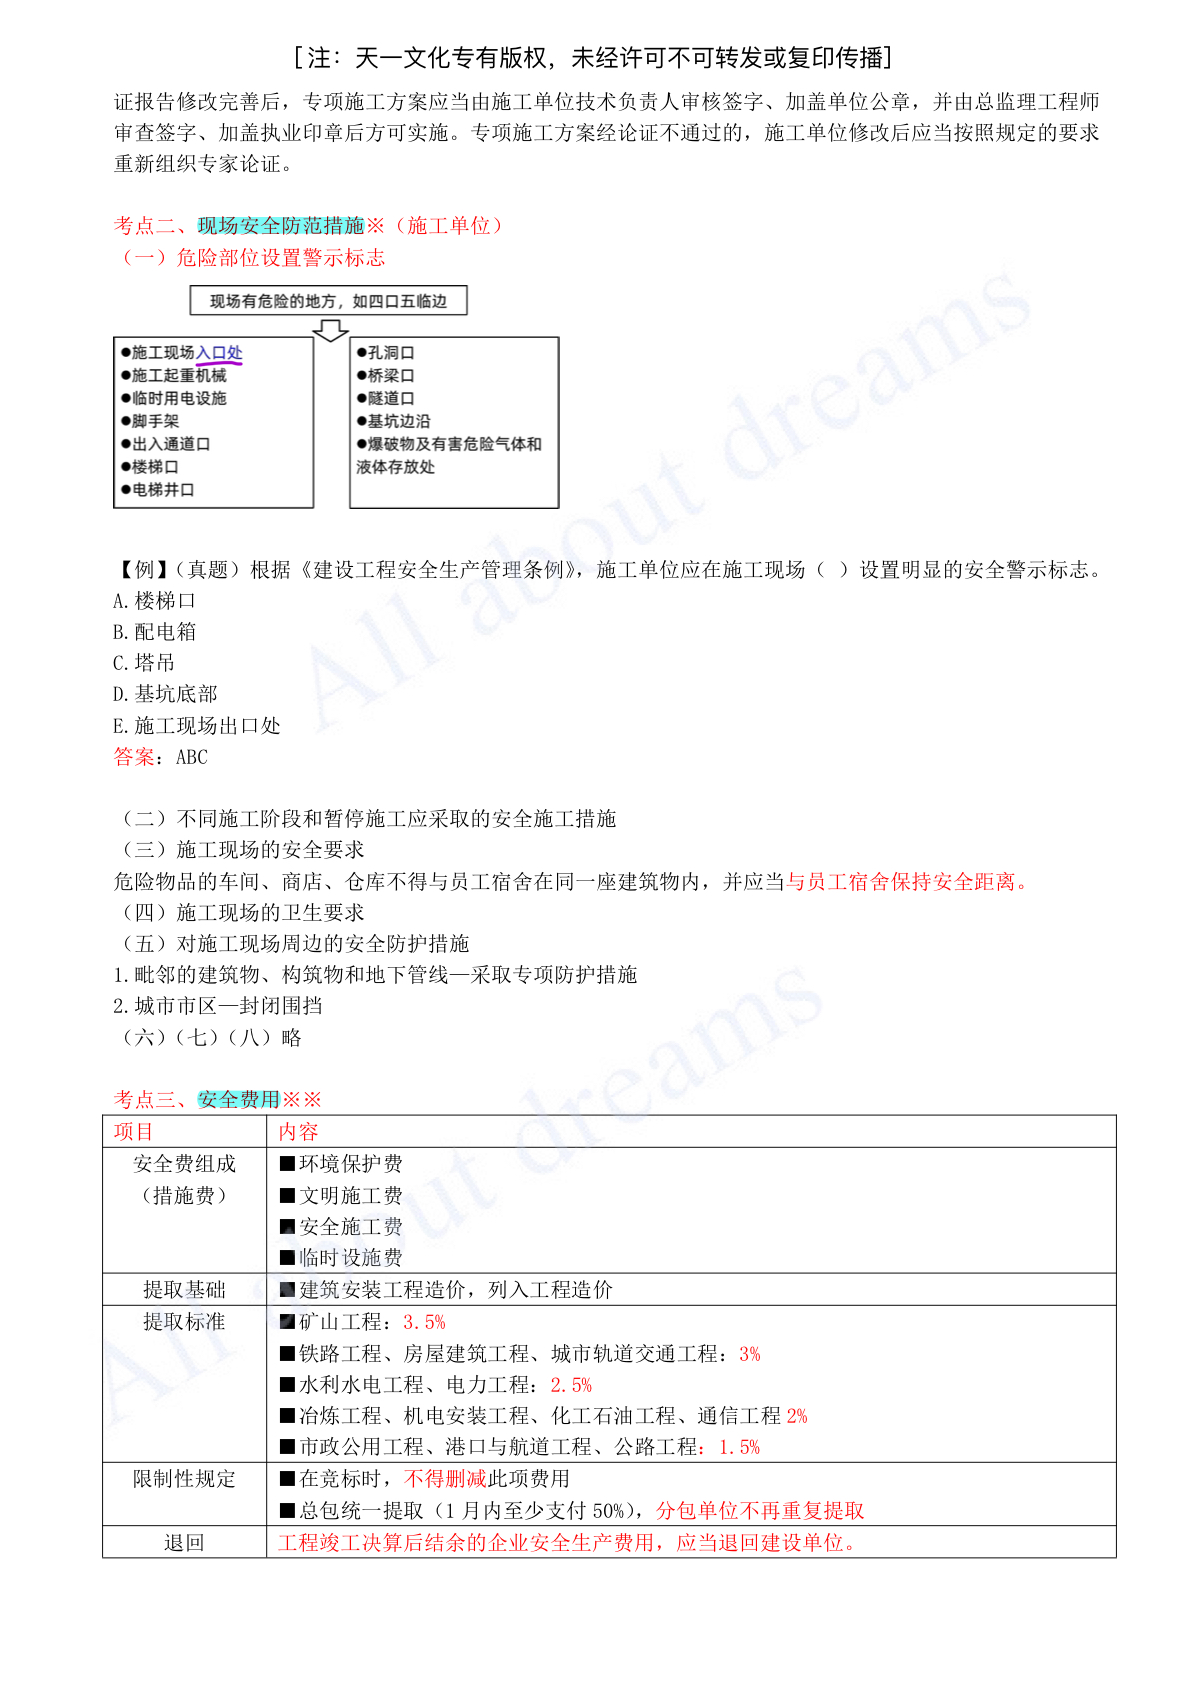 [注：天一文化专有版权，未经许可不可转发或复印传播]
证报告修改完善后，专项施工方案应当由施工单位技术负责人审核签字、加盖单位公章，并由总监理工程师
审查签字、加盖执业印章后方可实施。专项施工方案经论证不通过的，施工单位修改后应当按照规定的要求
重新组织专家论证。
考点二、现场安全防范措施※（施工单位）
（一）危险部位设置警示标志
现场有危险的地方，如四口五临边
●施工现场入口处
●施工起重机械
●临时用电设施
●脚手架
●出入通道口
●楼梯口
●电梯井口
●孔洞口
●桥梁口
●隧道口
●基坑边沿
●爆破物及有害危险气体和
液体存放处
【例】（真题）根据《建设工程安全生产管理条例》，施工单位应在施工现场（ ）设置明显的安全警示标志。
A.楼梯口
B.配电箱
C.塔吊
D.基坑底部
E.施工现场出口处
答案：ABC
（二）不同施工阶段和暂停施工应采取的安全施工措施
（三）施工现场的安全要求
危险物品的车间、商店、仓库不得与员工宿舍在同一座建筑物内，并应当与员工宿舍保持安全距离。
（四）施工现场的卫生要求
（五）对施工现场周边的安全防护措施
1.毗邻的建筑物、构筑物和地下管线—采取专项防护措施
2.城市市区—封闭围挡
（六）（七）（八）略
考点三、安全费用※※
项目 内容
安全费组成 ■环境保护费
（措施费） ■文明施工费
■安全施工费
■临时设施费
提取基础 ■建筑安装工程造价，列入工程造价
提取标准 ■矿山工程：3.5%
■铁路工程、房屋建筑工程、城市轨道交通工程：3%
■水利水电工程、电力工程：2.5%
■冶炼工程、机电安装工程、化工石油工程、通信工程 2%
■市政公用工程、港口与航道工程、公路工程：1.5%
限制性规定 ■在竞标时，不得删减此项费用
■总包统一提取（1 月内至少支付 50%），分包单位不再重复提取
退回 工程竣工决算后结余的企业安全生产费用，应当退回建设单位。
All about dreams
All about dreams